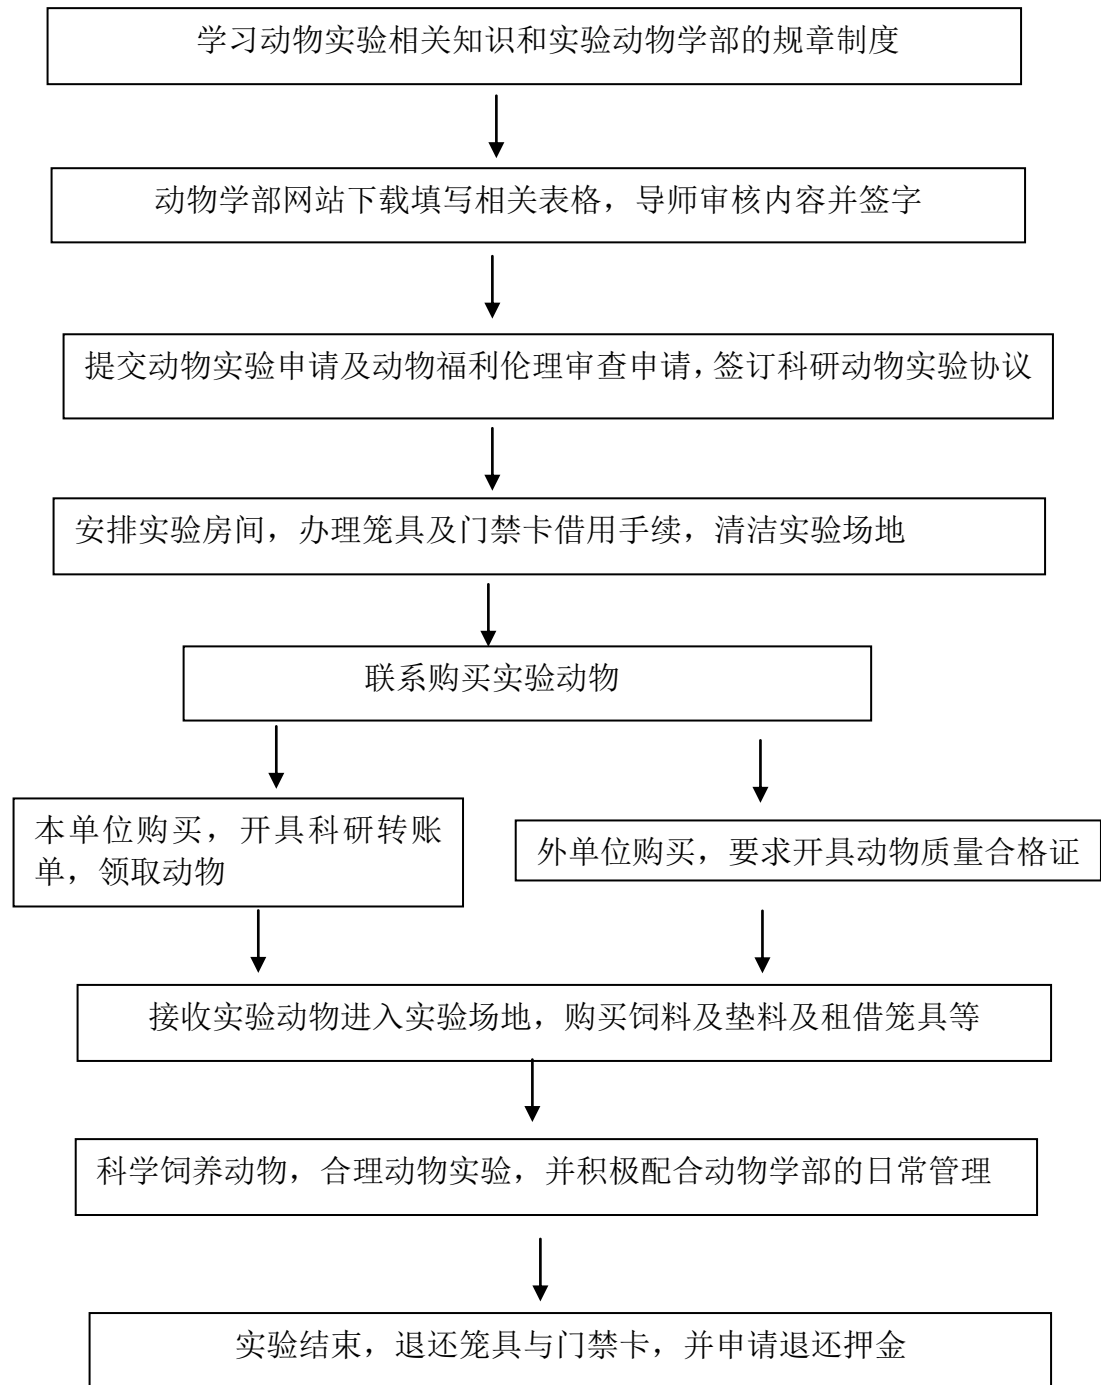 学习动物实验相关知识和实验动物学部的规章制度
动物学部网站下载填写相关表格，导师审核内容并签字
提交动物实验申请及动物福利伦理审查申请，签订科研动物实验协议
安排实验房间，办理笼具及门禁卡借用手续，清洁实验场地
联系购买实验动物
本单位购买，开具科研转账
单，领取动物
外单位购买，要求开具动物质量合格证
接收实验动物进入实验场地，购买饲料及垫料及租借笼具等
科学饲养动物，合理动物实验，并积极配合动物学部的日常管理
实验结束，退还笼具与门禁卡，并申请退还押金